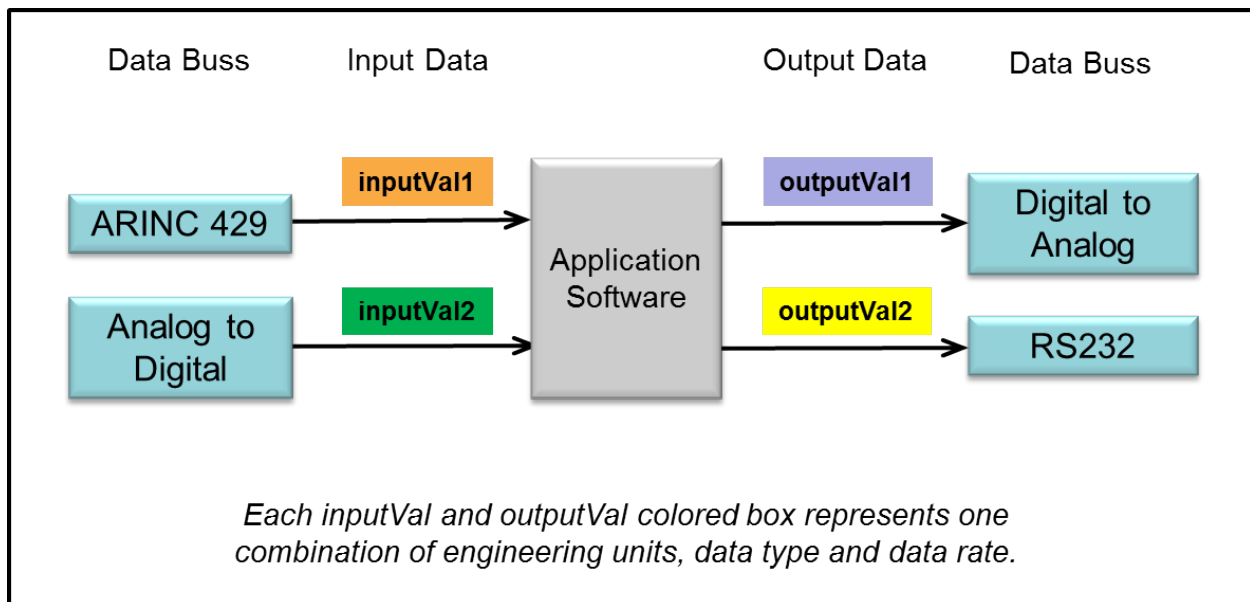 Data Buss
Input Data
Output Data
Data Buss
inputVal1
outputVal1
ARINC 429
Digital to
Analog
Application
Software
inputVal2
outputVal2
Analog to
Digital
RS232
Each inputVal and outputVal colored box represents one
combination of engineering units, data type and data rate.